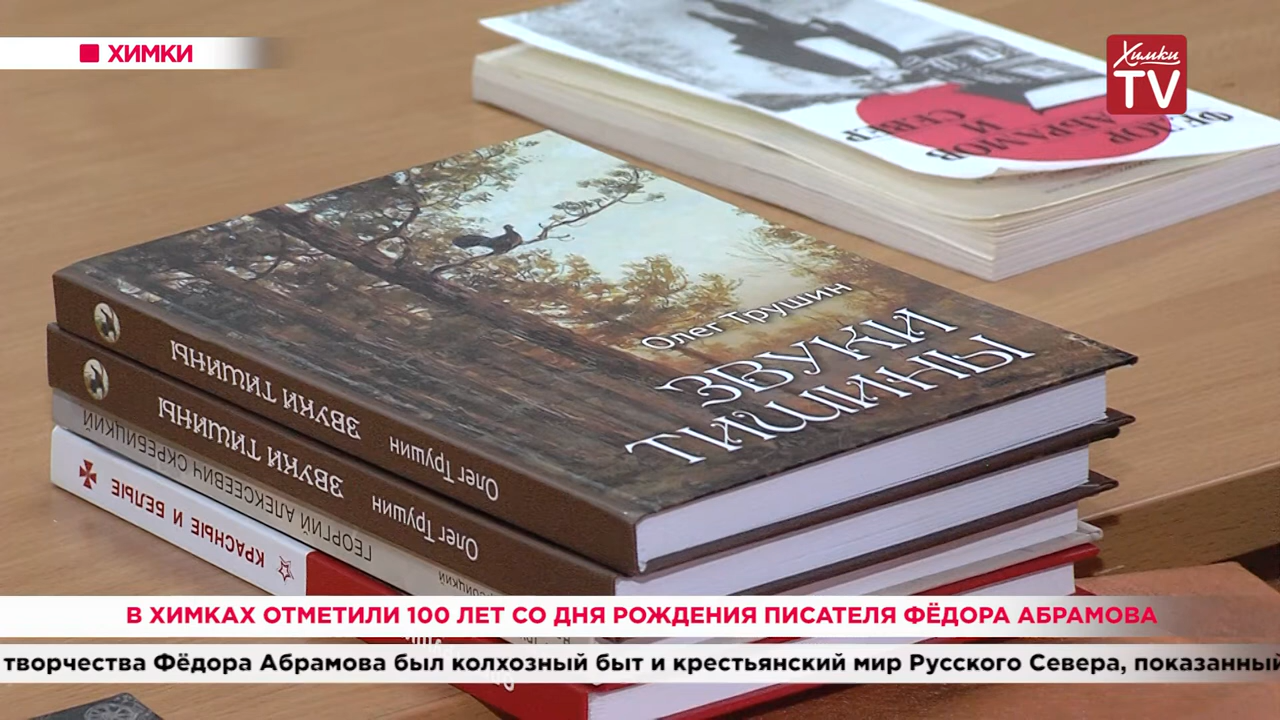 ХИМКИ
Химки
TV
ФЕДОР
АБРАМОВ
И
СЕВЕР
Олег Трушин
ЗВУКИ
ТИШИНЫ
Олег Трушин ЗВУКИ ТИШИНЫ
Олег Трушин ЗВУКИ ТИШИНЫ
ГЕОРГИЙ АЛЕКСЕЕВИЧ СКРЕБИЦКИЙ
КРАСНЫЕ И БЕЛЫЕ
В ХИМКАХ ОТМЕТИЛИ 100 ЛЕТ СО ДНЯ РОЖДЕНИЯ ПИСАТЕЛЯ ФЁДОРА АБРАМОВА
творчества Фёдора Абрамова был колхозный быт и крестьянский мир Русского Севера, показанный